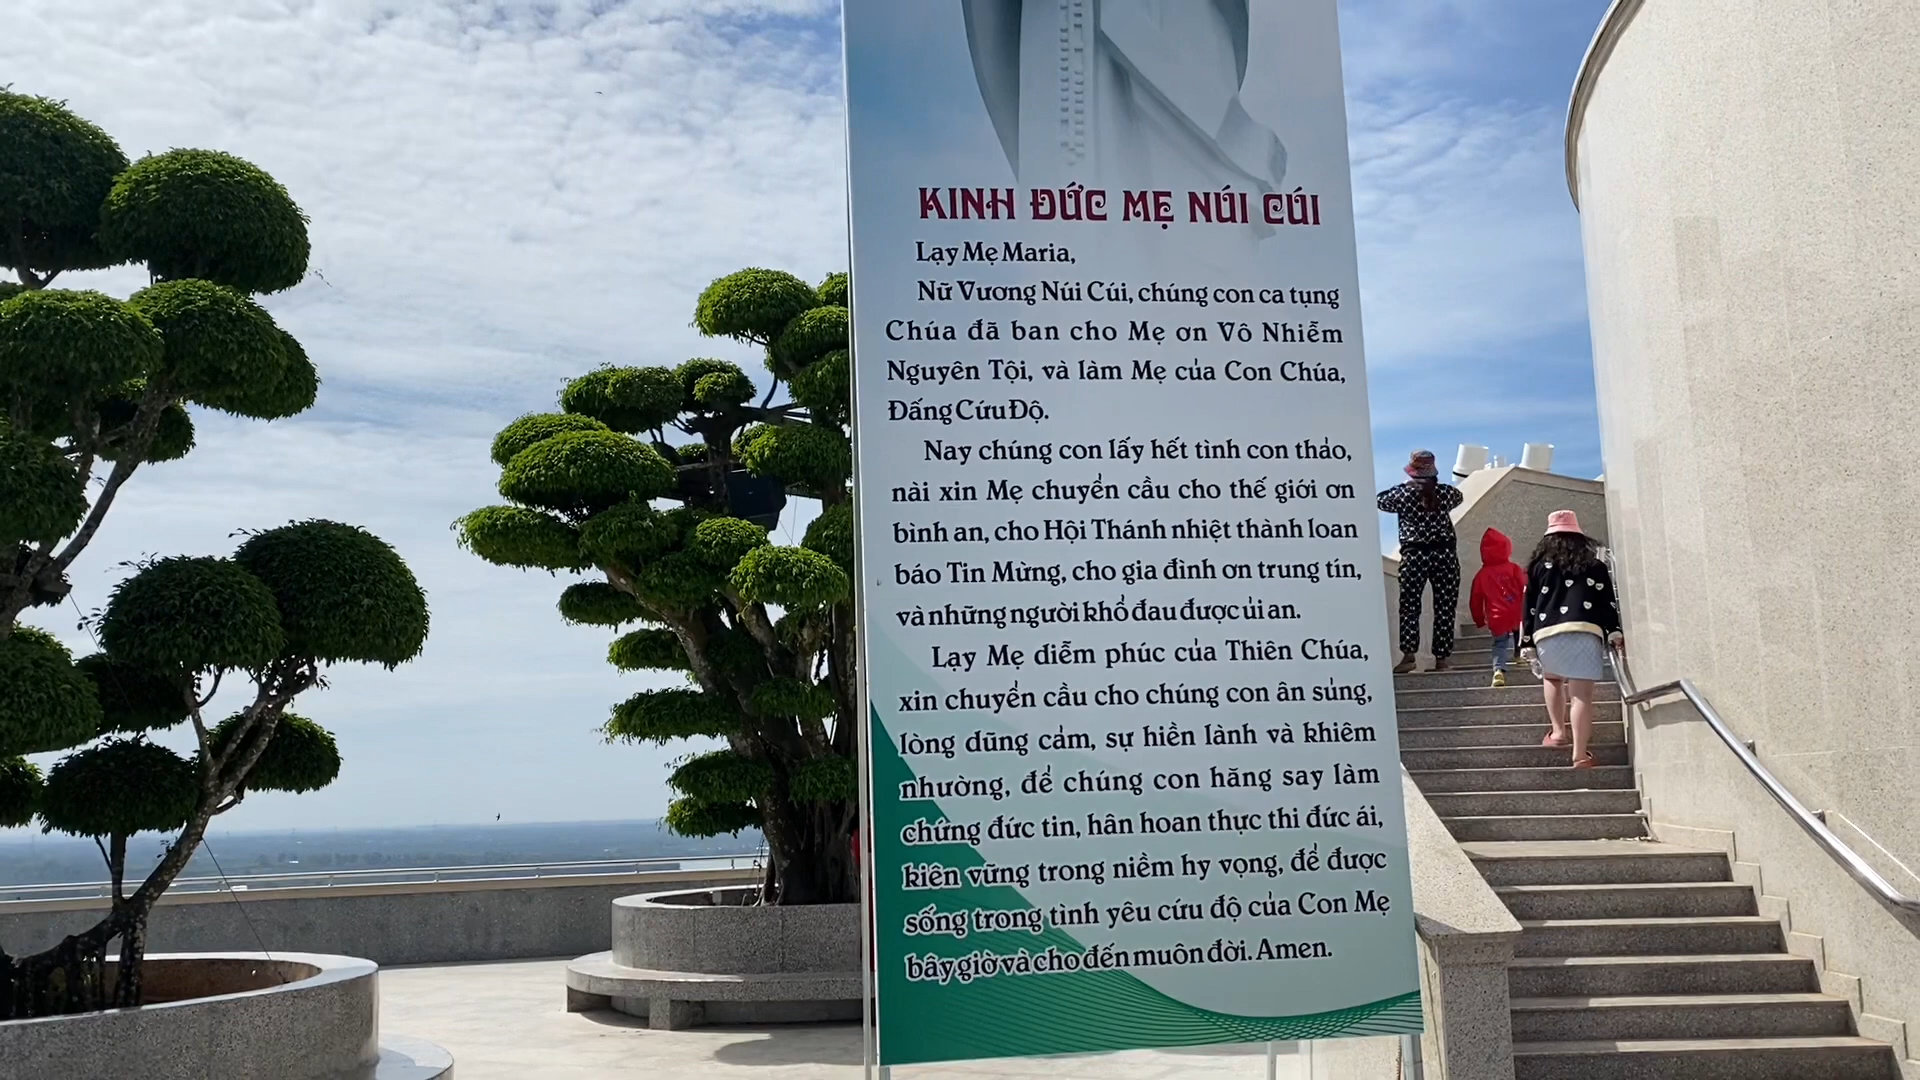 KINH ĐỨC MẸ NÚI CÚI
Lạy Mẹ Maria,
Nữ Vương Núi Cúi, chúng con ca tụng
Chúa đã ban cho Mẹ ơn Vô Nhiễm
Nguyên Tội, và làm Mẹ của Con Chúa,
Đấng Cứu Độ.
Nay chúng con lấy hết tình con thảo,
nài xin Mẹ chuyển cầu cho thế giới ơn
bình an, cho Hội Thánh nhiệt thành loan
báo Tin Mừng, cho gia đình ơn trung tín,
và những người khổ đau được ủi an.
Lạy Mẹ diễm phúc của Thiên Chúa,
xin chuyển cầu cho chúng con ân sủng,
lòng dũng cảm, sự hiền lành và khiêm
nhường, để chúng con hăng say làm
chứng đức tin, hân hoan thực thi đức ái,
kiên vững trong niềm hy vọng, để được
sống trong tình yêu cứu độ của Con Mẹ
bây giờ và cho đến muôn đời. Amen.